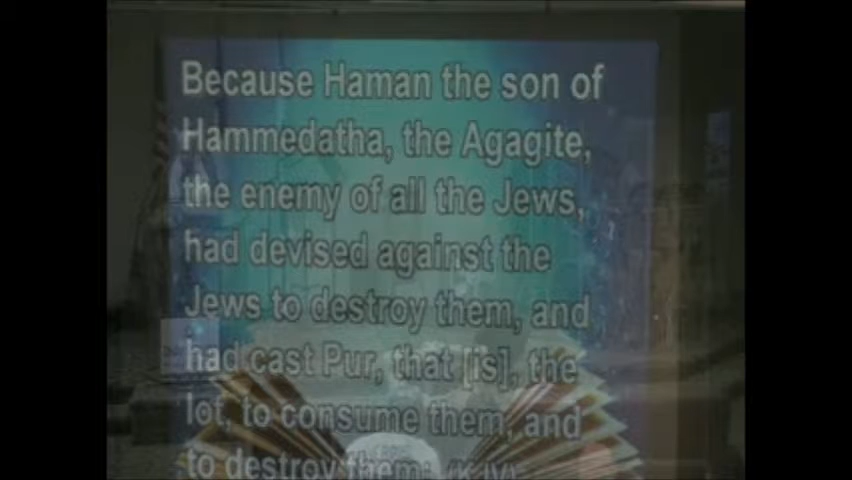 Because Haman the son of
Hammedatha, the Agagite,
the enemy of all the Jews,
had devised against the
Jews to destroy them, and
had cast Pur, that [is], the
lot, to consume them, and
to destroy them; (KJV)